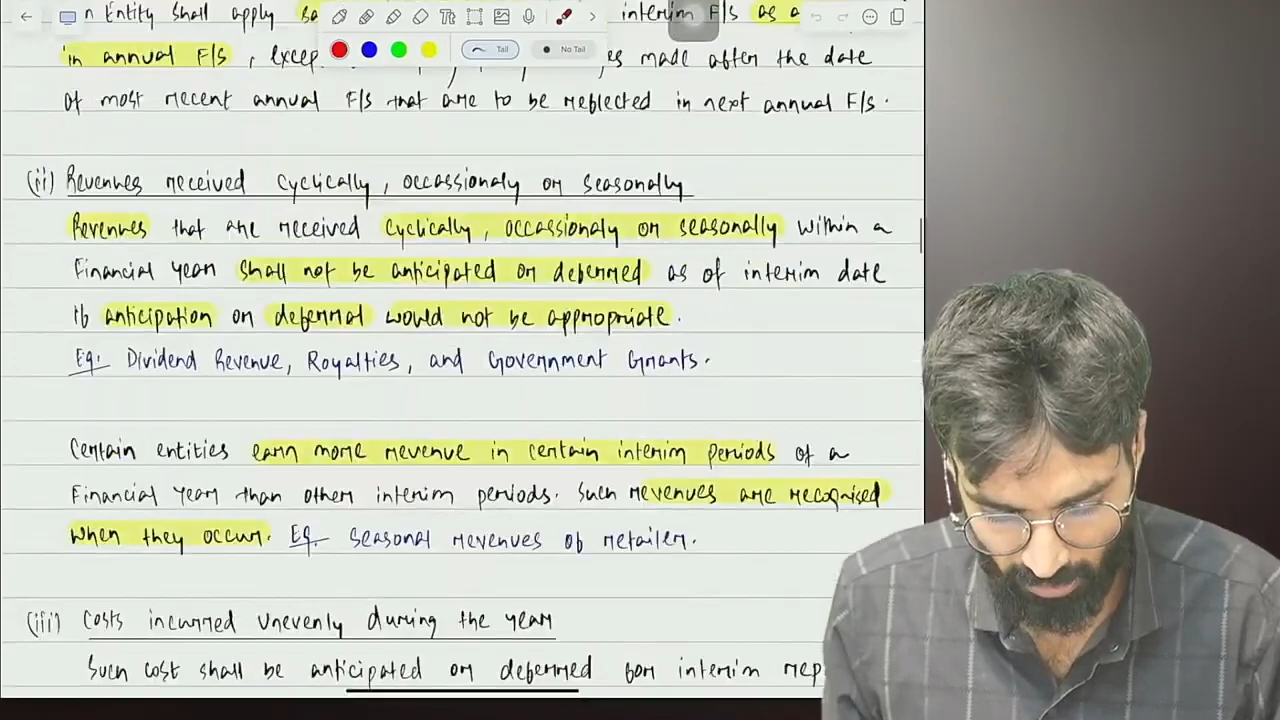 n Entity shall apply sa interim F/s as a
in annual F/s , excep es made after the date
Tail No Tail
of most recent annual F/s that are to be reflected in next annual F/s.
(ii) Revenues received cyclically, occassionaly or seasonally
Revenues that are received cyclically, occassionaly or seasonally within a
Financial year shall not be anticipated or deferred as of interim date
if anticipation or deferral would not be appropriate.
Eg. Dividend Revenue, Royalties, and Government Grants.
Certain entities earn more revenue in certain interim periods of a
Financial Year than other interim periods. Such revenues are recognised
when they occur. Eg. Seasonal revenues of retailer.
(iii) Costs incurred unevenly during the year
Such cost shall be anticipated or deferred for interim rep